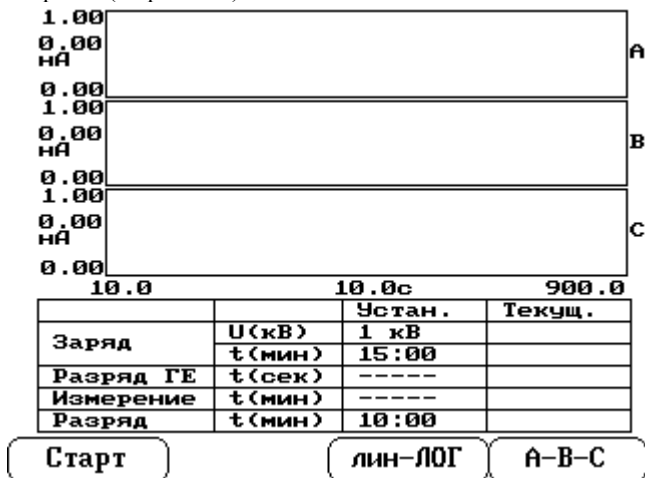 1.00
0.00
нА
A
0.00
1.00
0.00
нА
B
0.00
1.00
0.00
нА
C
0.00
10.0 10.0с 900.0
Устан. Текущ.
Заряд U(кВ) 1 кВ
t(мин) 15:00
Разряд ГЕ t(сек) -----
Измерение t(мин) -----
Разряд t(мин) 10:00
Старт лин-ЛОГ A-B-C